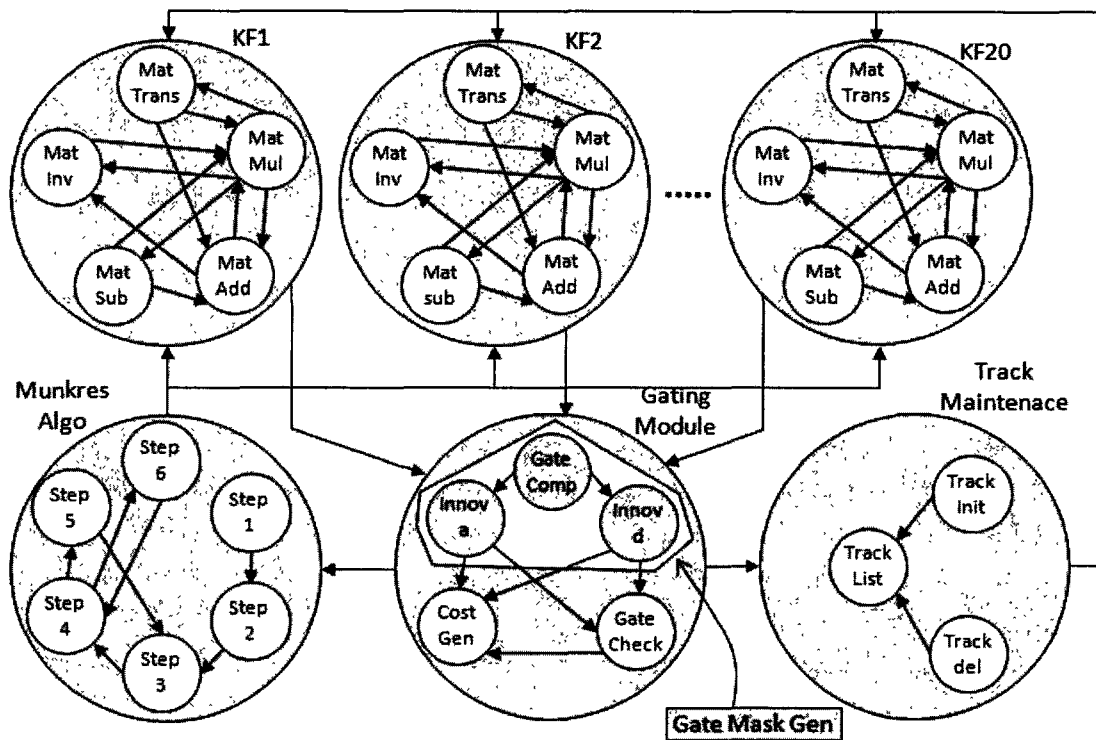 KF1
KF2
KF20
Mat
Trans
Mat
Mul
Mat
Inv
Mat
Sub
Mat
Add
Mat
Trans
Mat
Mul
Mat
Inv
Mat
sub
Mat
Add
Mat
Trans
Mat
Mul
Mat
Inv
Mat
Sub
Mat
Add
Munkres
Algo
Step
6
Step
5
Step
1
Step
4
Step
2
Step
3
Gating
Module
Gate
Comp
Innov
a
Innov
d
Cost
Gen
Gate
Check
Gate Mask Gen
Track
Maintenace
Track
Init
Track
List
Track
del